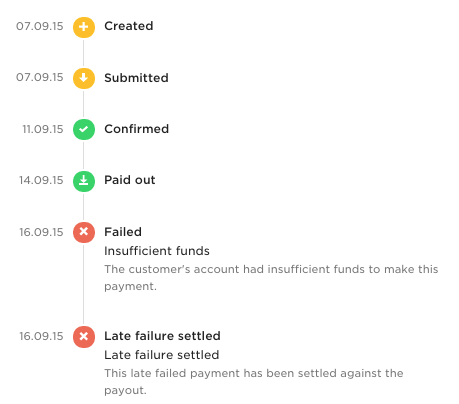 07.09.15 Created
07.09.15 Submitted
11.09.15 Confirmed
14.09.15 Paid out
16.09.15 Failed
Insufficient funds
The customer's account had insufficient funds to make this
payment.
16.09.15 Late failure settled
Late failure settled
This late failed payment has been settled against the
payout.